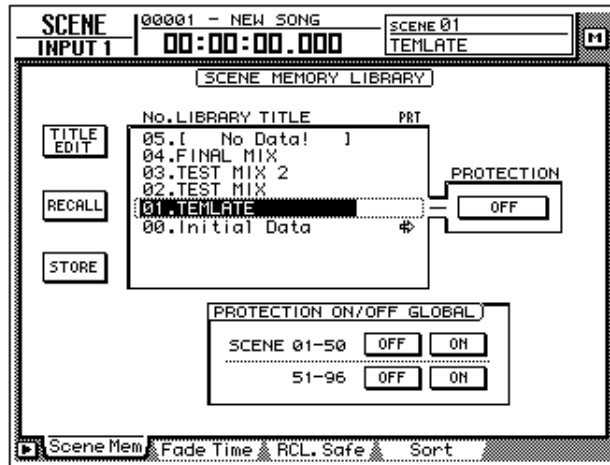 SCENE
INPUT 1
00001 - NEW SONG
00:00:00.000
SCENE 01
TEMLATE
M
SCENE MEMORY LIBRARY
No.LIBRARY TITLE PRT
TITLE
EDIT
05.[ No Data! ]
04.FINAL MIX
03.TEST MIX 2
02.TEST MIX
01.TEMLATE
00.Initial Data
RECALL
STORE
PROTECTION
OFF
PROTECTION ON/OFF GLOBAL
SCENE 01-50 OFF ON
51-96 OFF ON
Scene Mem Fade Time RCL. Safe Sort